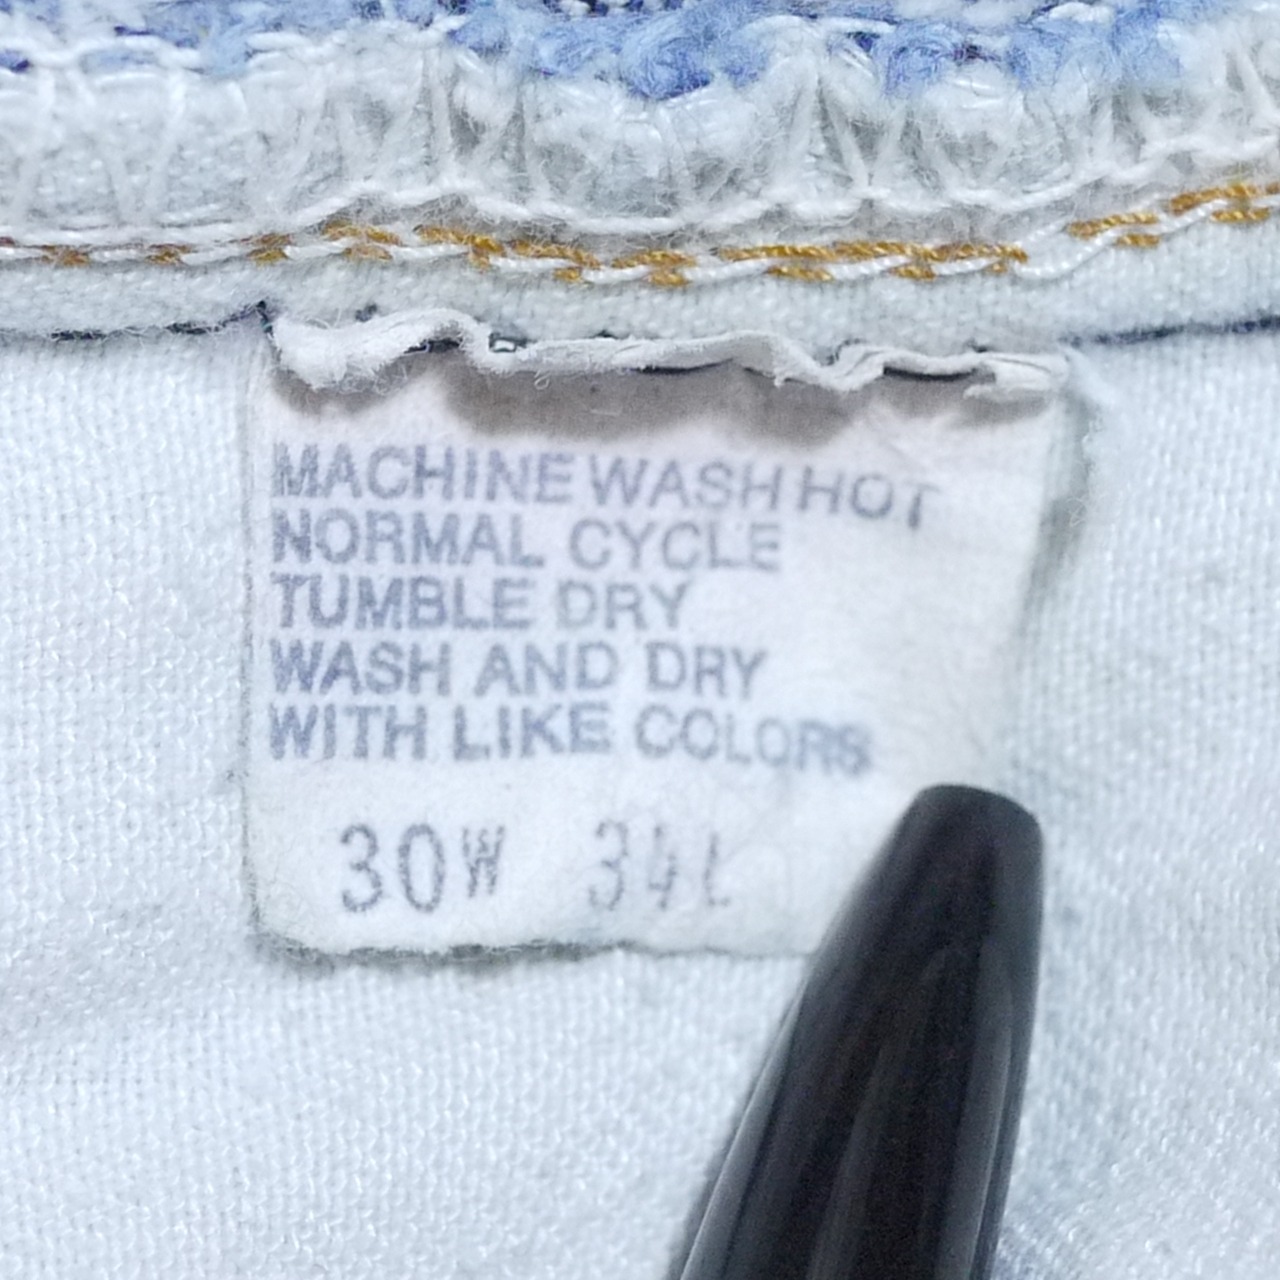 MACHINE WASH HOT
NORMAL CYCLE
TUMBLE DRY
WASH AND DRY
WITH LIKE COLORS
30W 34L